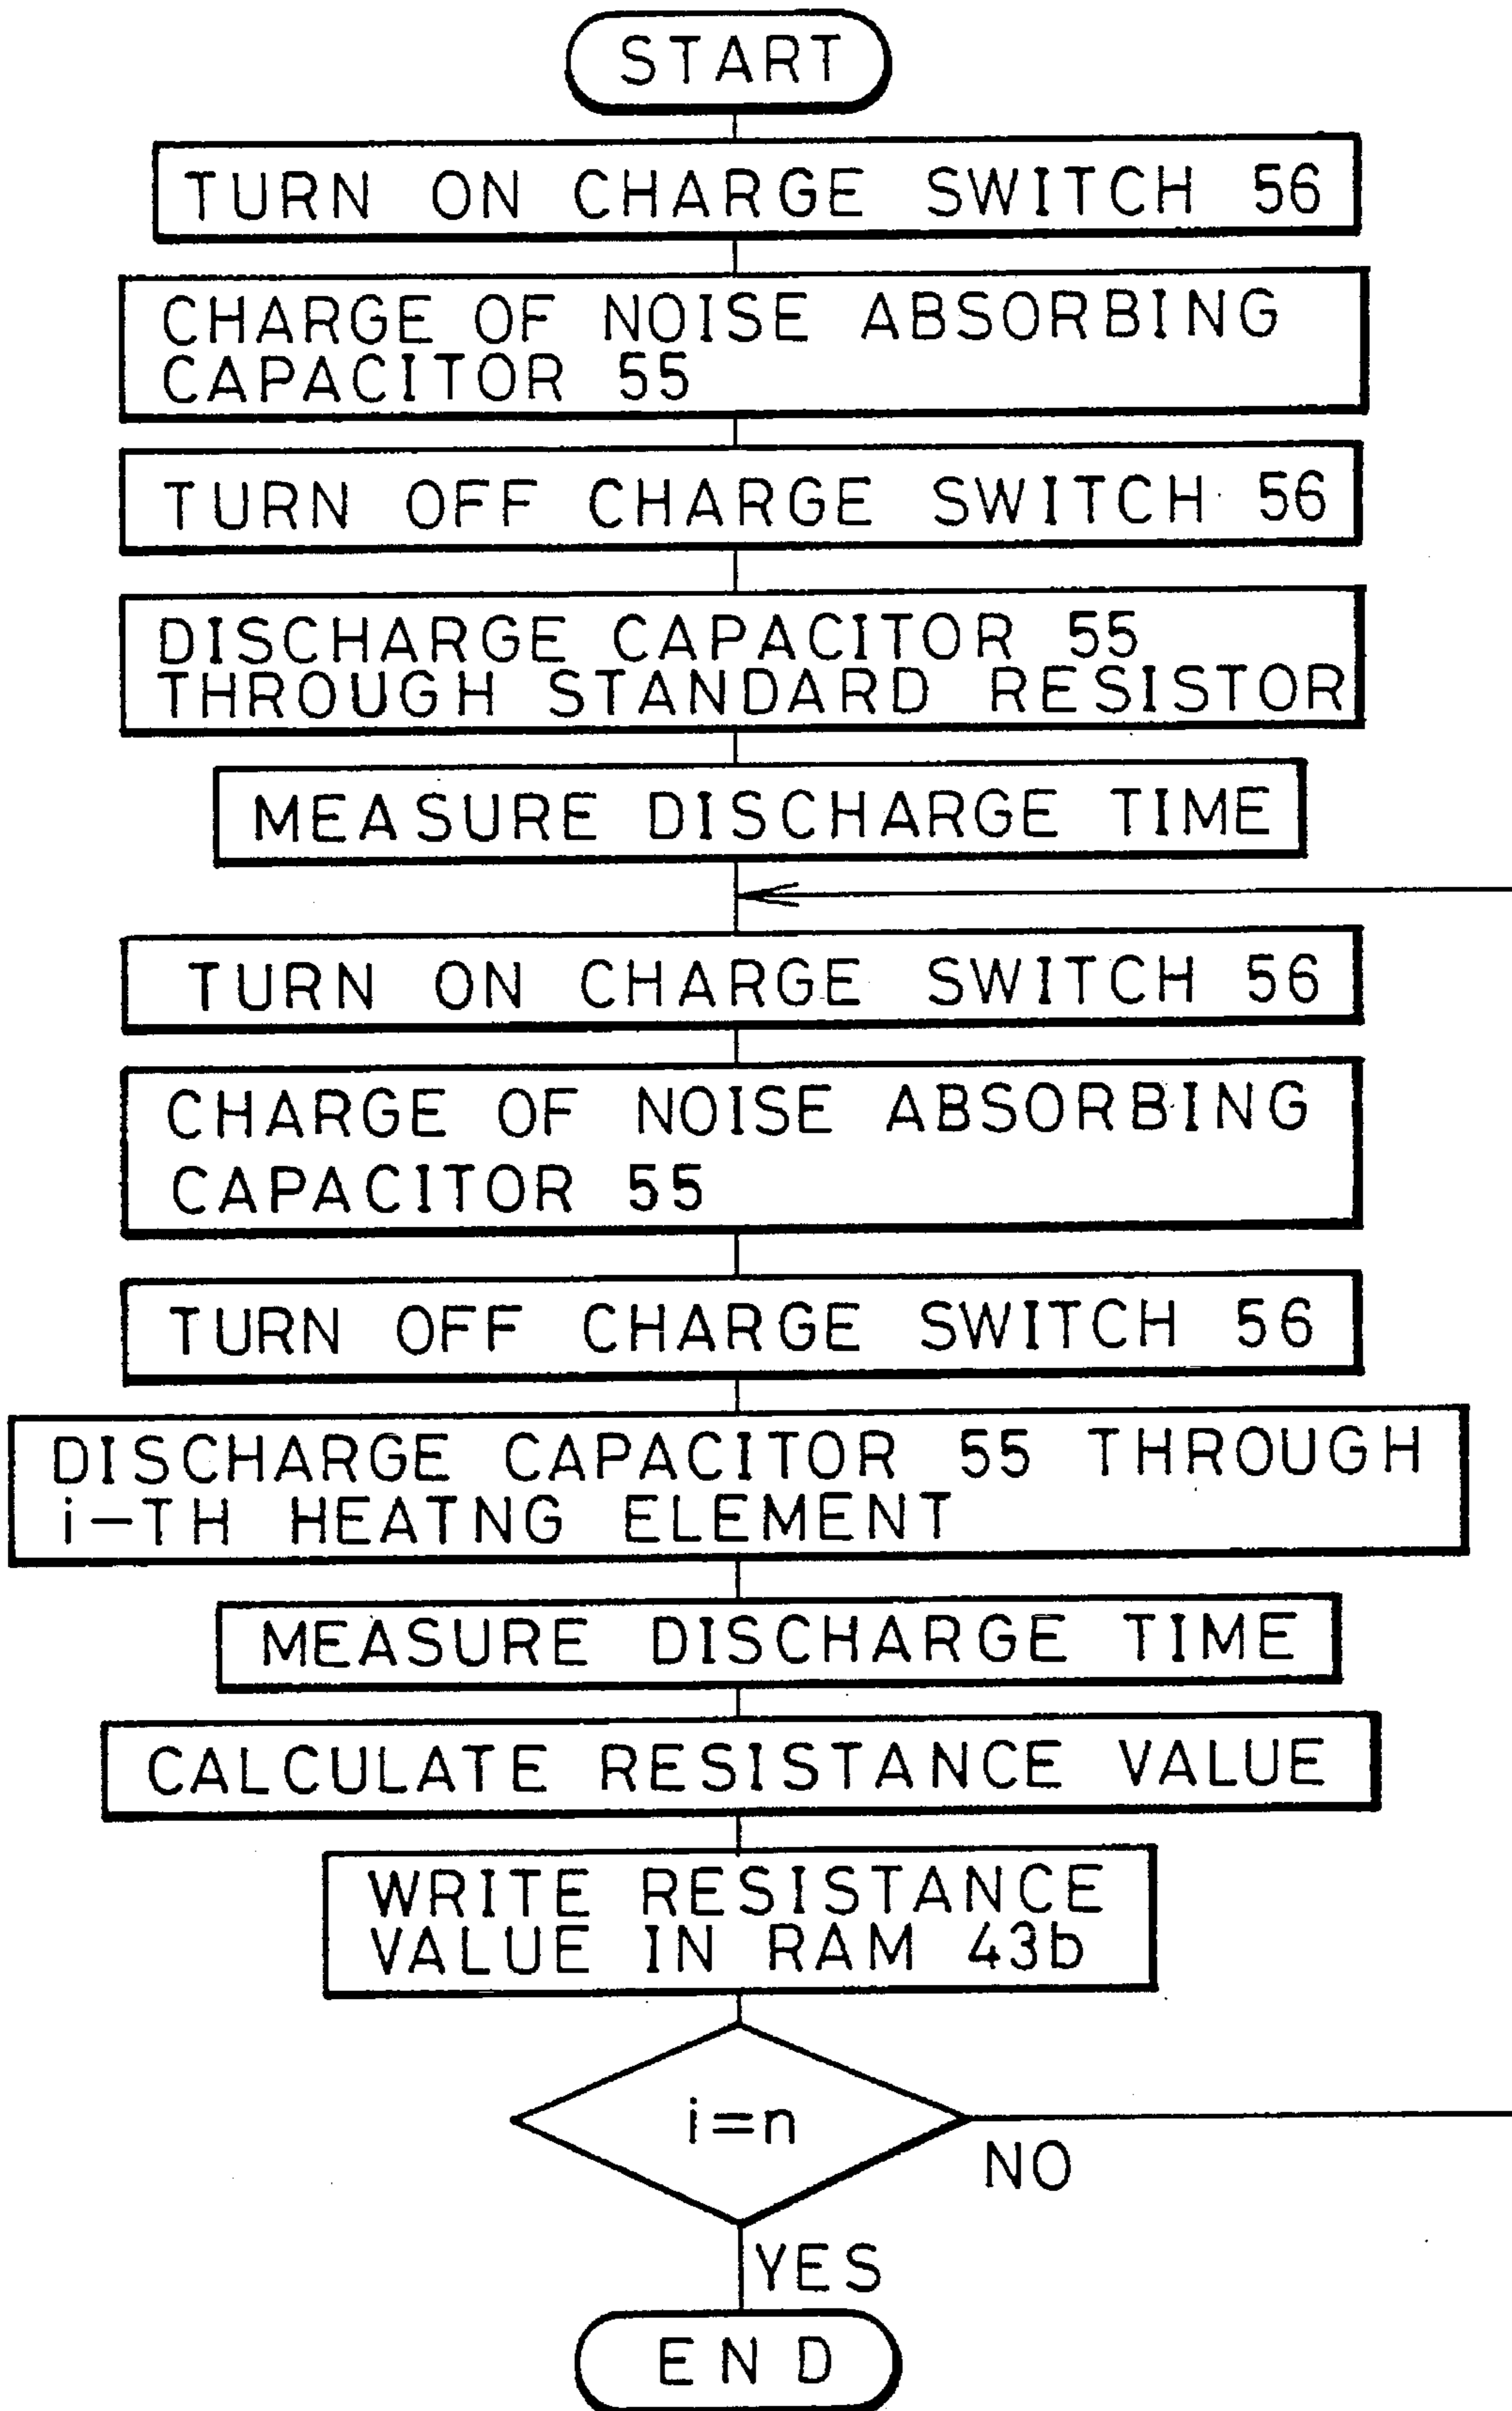 START
TURN ON CHARGE SWITCH 56
CHARGE OF NOISE ABSORBING
CAPACITOR 55
TURN OFF CHARGE SWITCH 56
DISCHARGE CAPACITOR 55
THROUGH STANDARD RESISTOR
MEASURE DISCHARGE TIME
TURN ON CHARGE SWITCH 56
CHARGE OF NOISE ABSORBING
CAPACITOR 55
TURN OFF CHARGE SWITCH 56
DISCHARGE CAPACITOR 55 THROUGH
i-TH HEATNG ELEMENT
MEASURE DISCHARGE TIME
CALCULATE RESISTANCE VALUE
WRITE RESISTANCE
VALUE IN RAM 43b
i=n
NO
YES
END